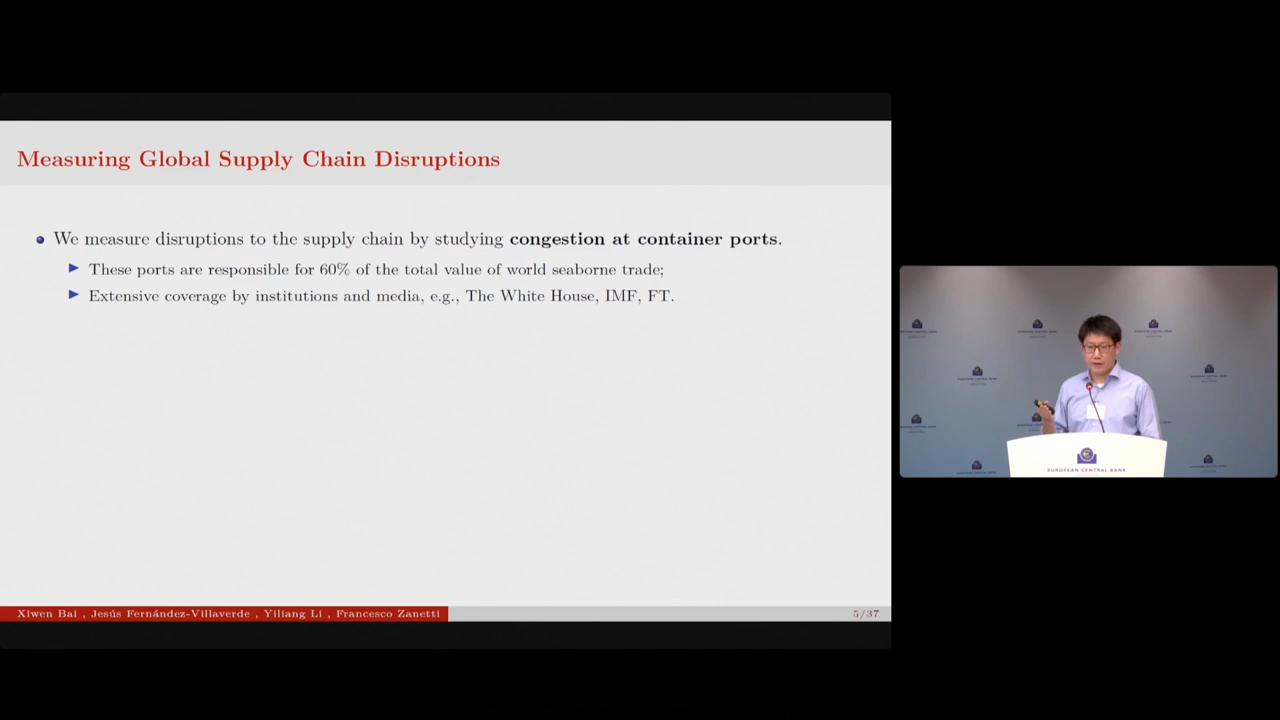 Measuring Global Supply Chain Disruptions
We measure disruptions to the supply chain by studying congestion at container ports.
These ports are responsible for 60% of the total value of world seaborne trade;
Extensive coverage by institutions and media, e.g., The White House, IMF, FT.
Xiwen Bai , Jesús Fernández-Villaverde , Yiliang Li , Francesco Zanetti
5/37
EUROPEAN CENTRAL BANK